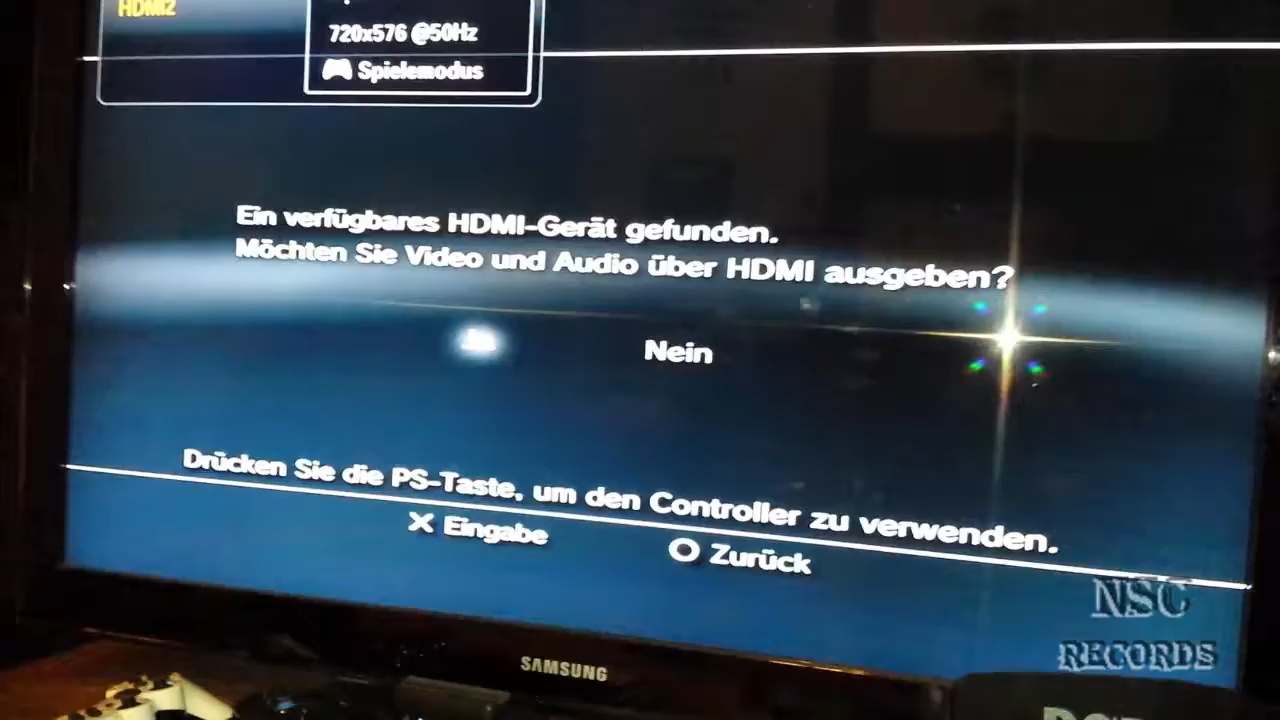 HDMI2
720x576 @50Hz
Spielemodus
Ein verfügbares HDMI-Gerät gefunden.
Möchten Sie Video und Audio über HDMI ausgeben?
Ja
Nein
Drücken Sie die PS-Taste, um den Controller zu verwenden.
X Eingabe
O Zurück
NSC
RECORDS
SAMSUNG